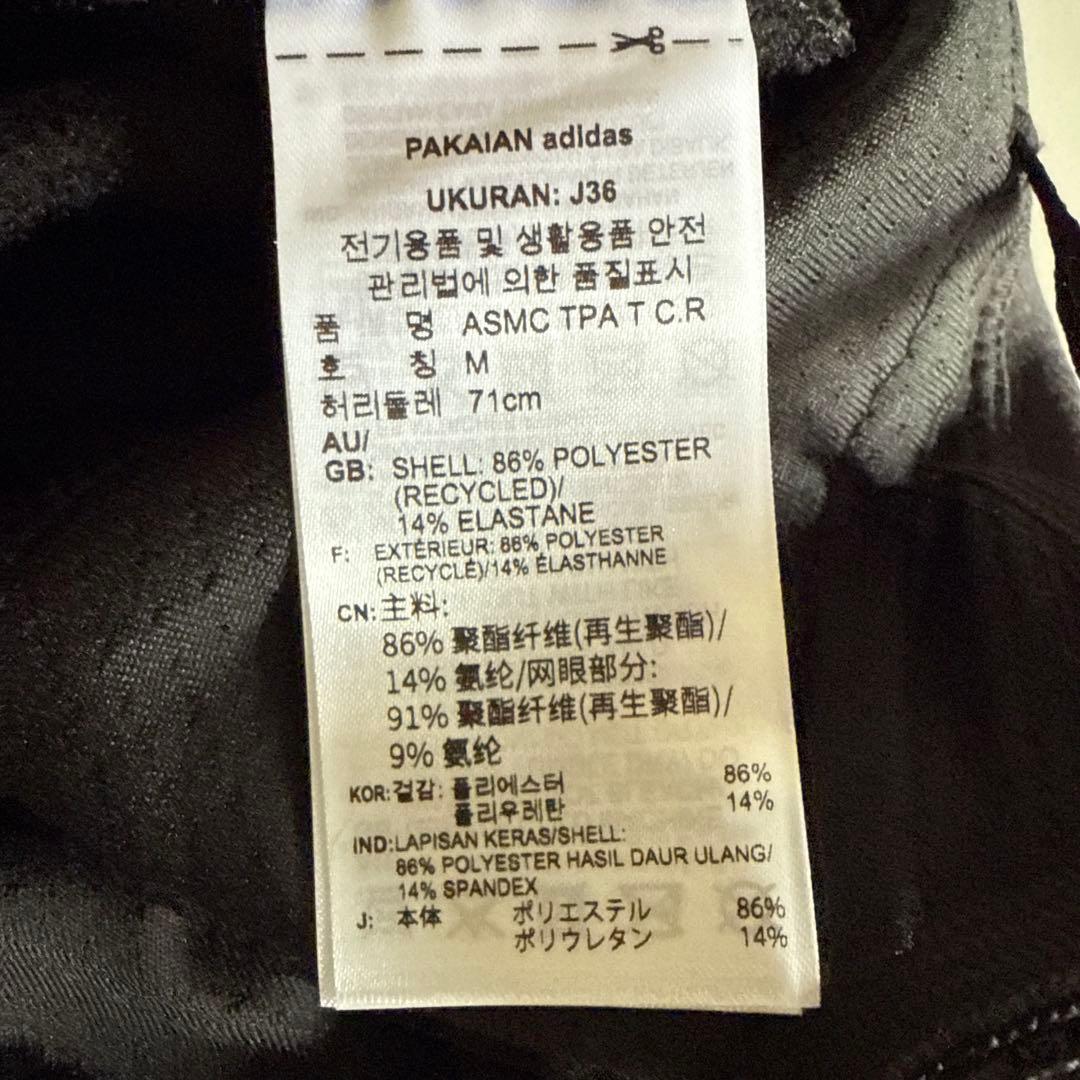 PAKAIAN adidas
UKURAN: J36
전기용품 및 생활용품 안전
관리법에 의한 품질표시
품 명 ASMC TPA T C.R
호 칭 M
허리둘레 71cm
AU/
GB: SHELL: 86% POLYESTER
(RECYCLED)/
14% ELASTANE
F: EXTÉRIEUR: 86% POLYESTER
(RECYCLÉ)/14% ÉLASTHANNE
CN: 主料:
86% 聚酯纤维(再生聚酯)/
14% 氨纶/网眼部分:
91% 聚酯纤维(再生聚酯)/
9% 氨纶
KOR: 겉감: 폴리에스터 86%
폴리우레탄 14%
IND: LAPISAN KERAS/SHELL:
86% POLYESTER HASIL DAUR ULANG/
14% SPANDEX
J: 本体 ポリエステル 86%
ポリウレタン 14%